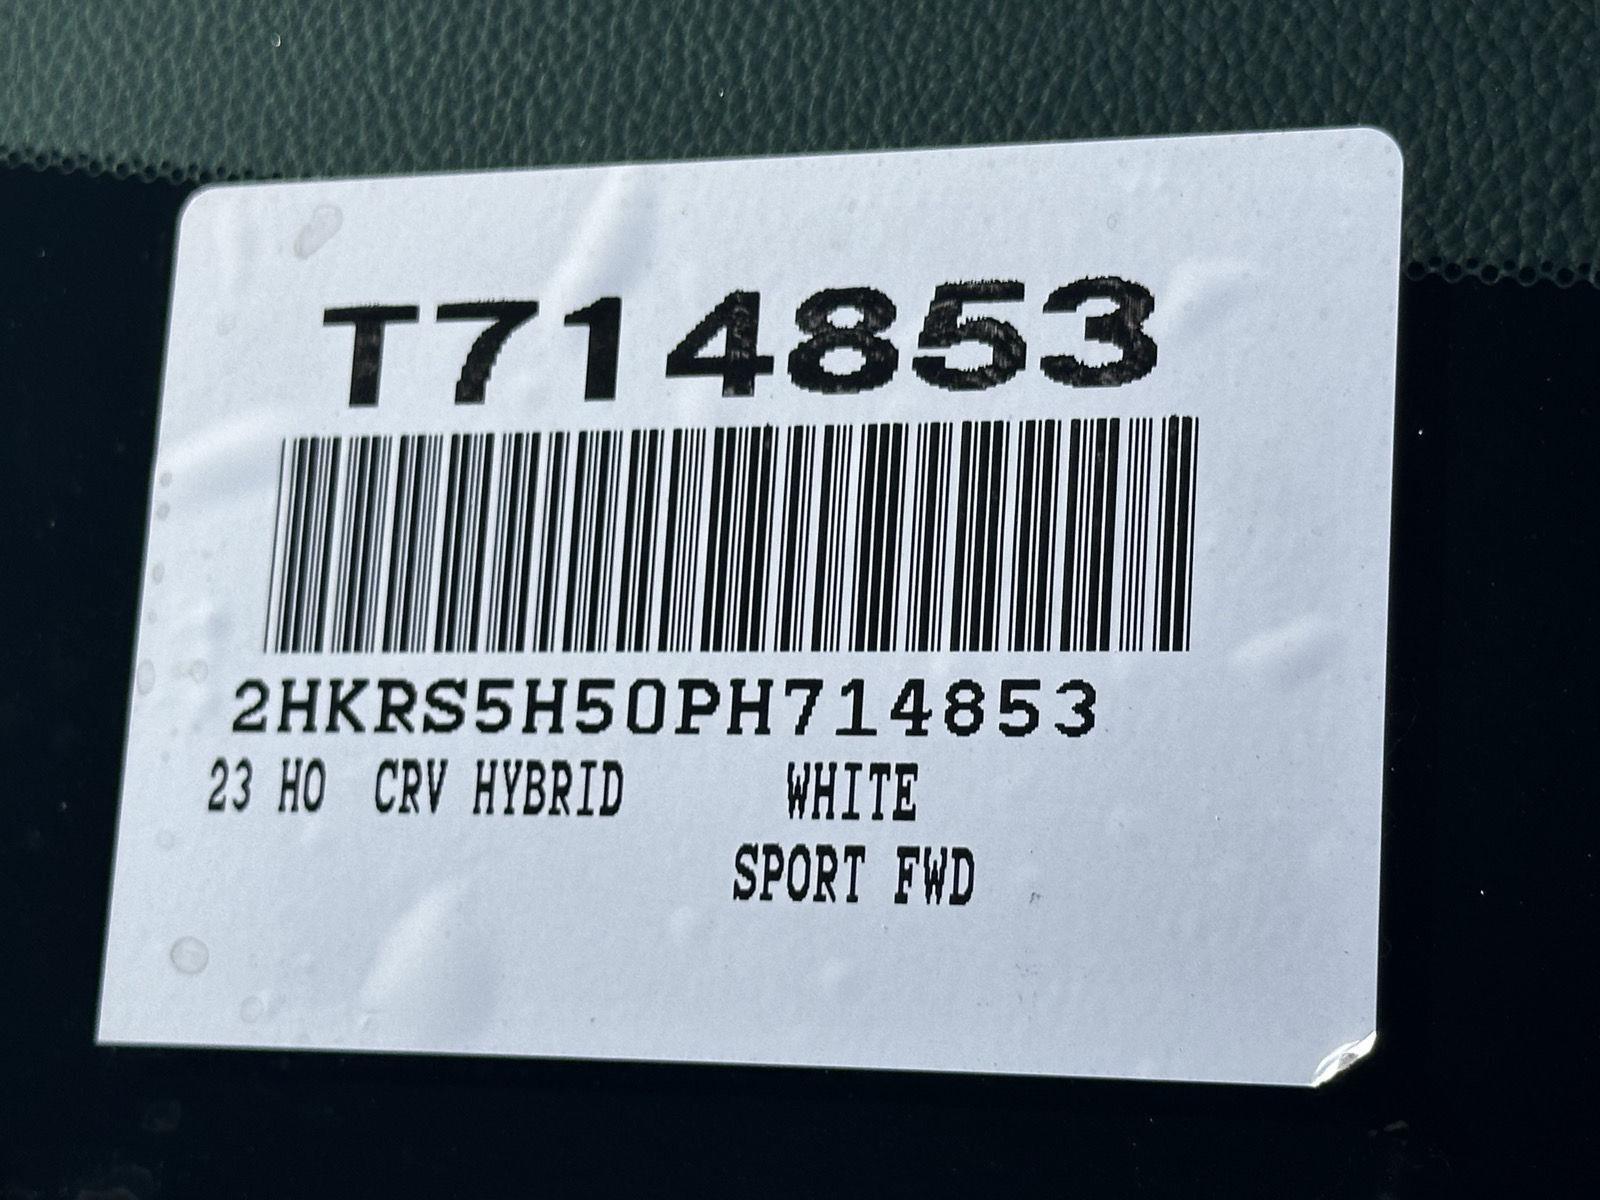 T714853
2HKRS5H50PH714853
23 HO CRV HYBRID WHITE
SPORT FWD